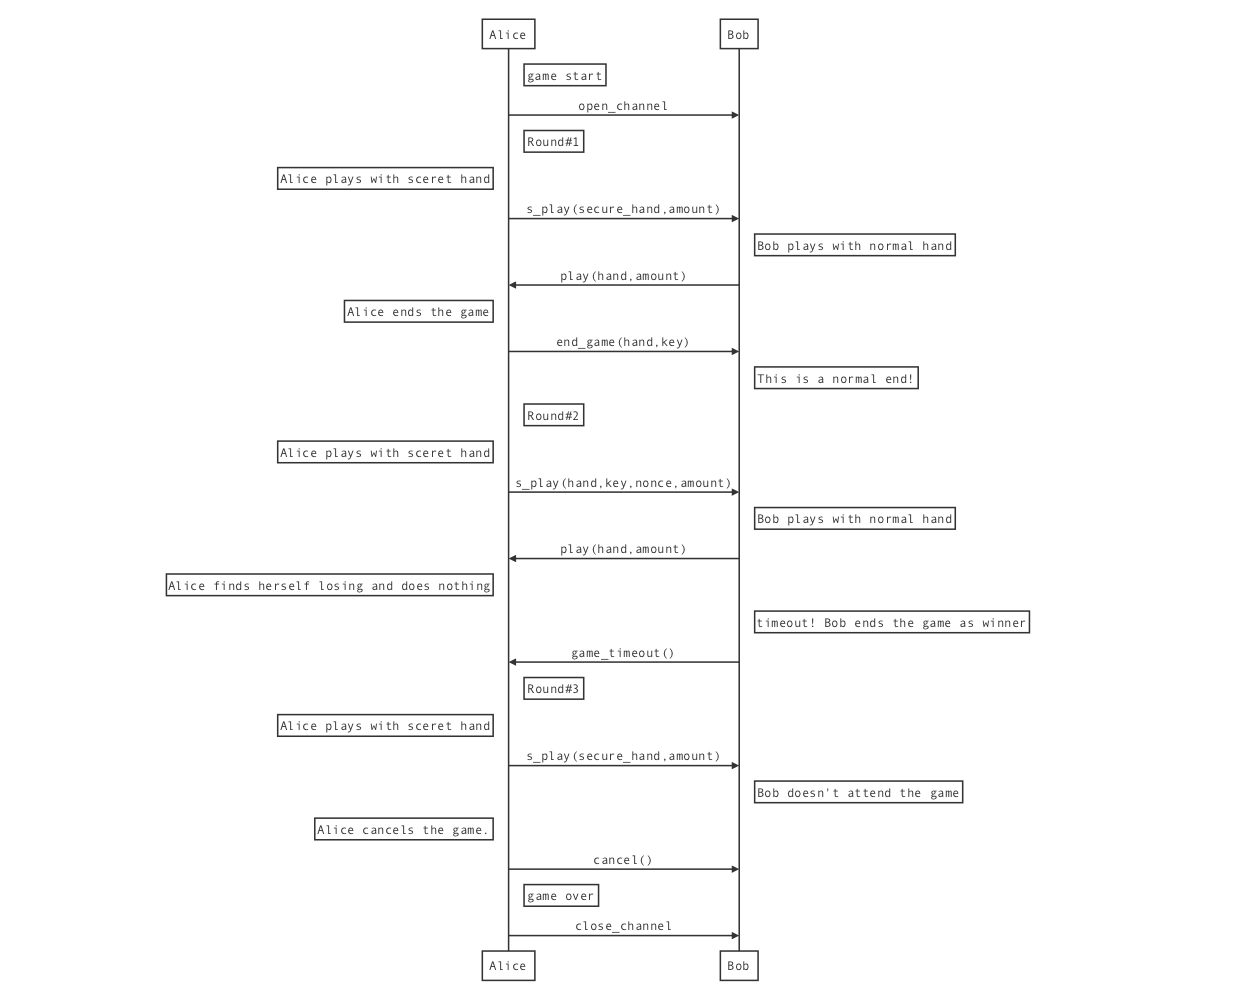 Alice
Bob
game start
open_channel
Round#1
Alice plays with sceret hand
s_play(secure_hand,amount)
Bob plays with normal hand
play(hand,amount)
Alice ends the game
end_game(hand,key)
This is a normal end!
Round#2
Alice plays with sceret hand
s_play(hand,key,nonce,amount)
Bob plays with normal hand
play(hand,amount)
Alice finds herself losing and does nothing
timeout! Bob ends the game as winner
game_timeout()
Round#3
Alice plays with sceret hand
s_play(secure_hand,amount)
Bob doesn't attend the game
Alice cancels the game.
cancel()
game over
close_channel
Alice
Bob